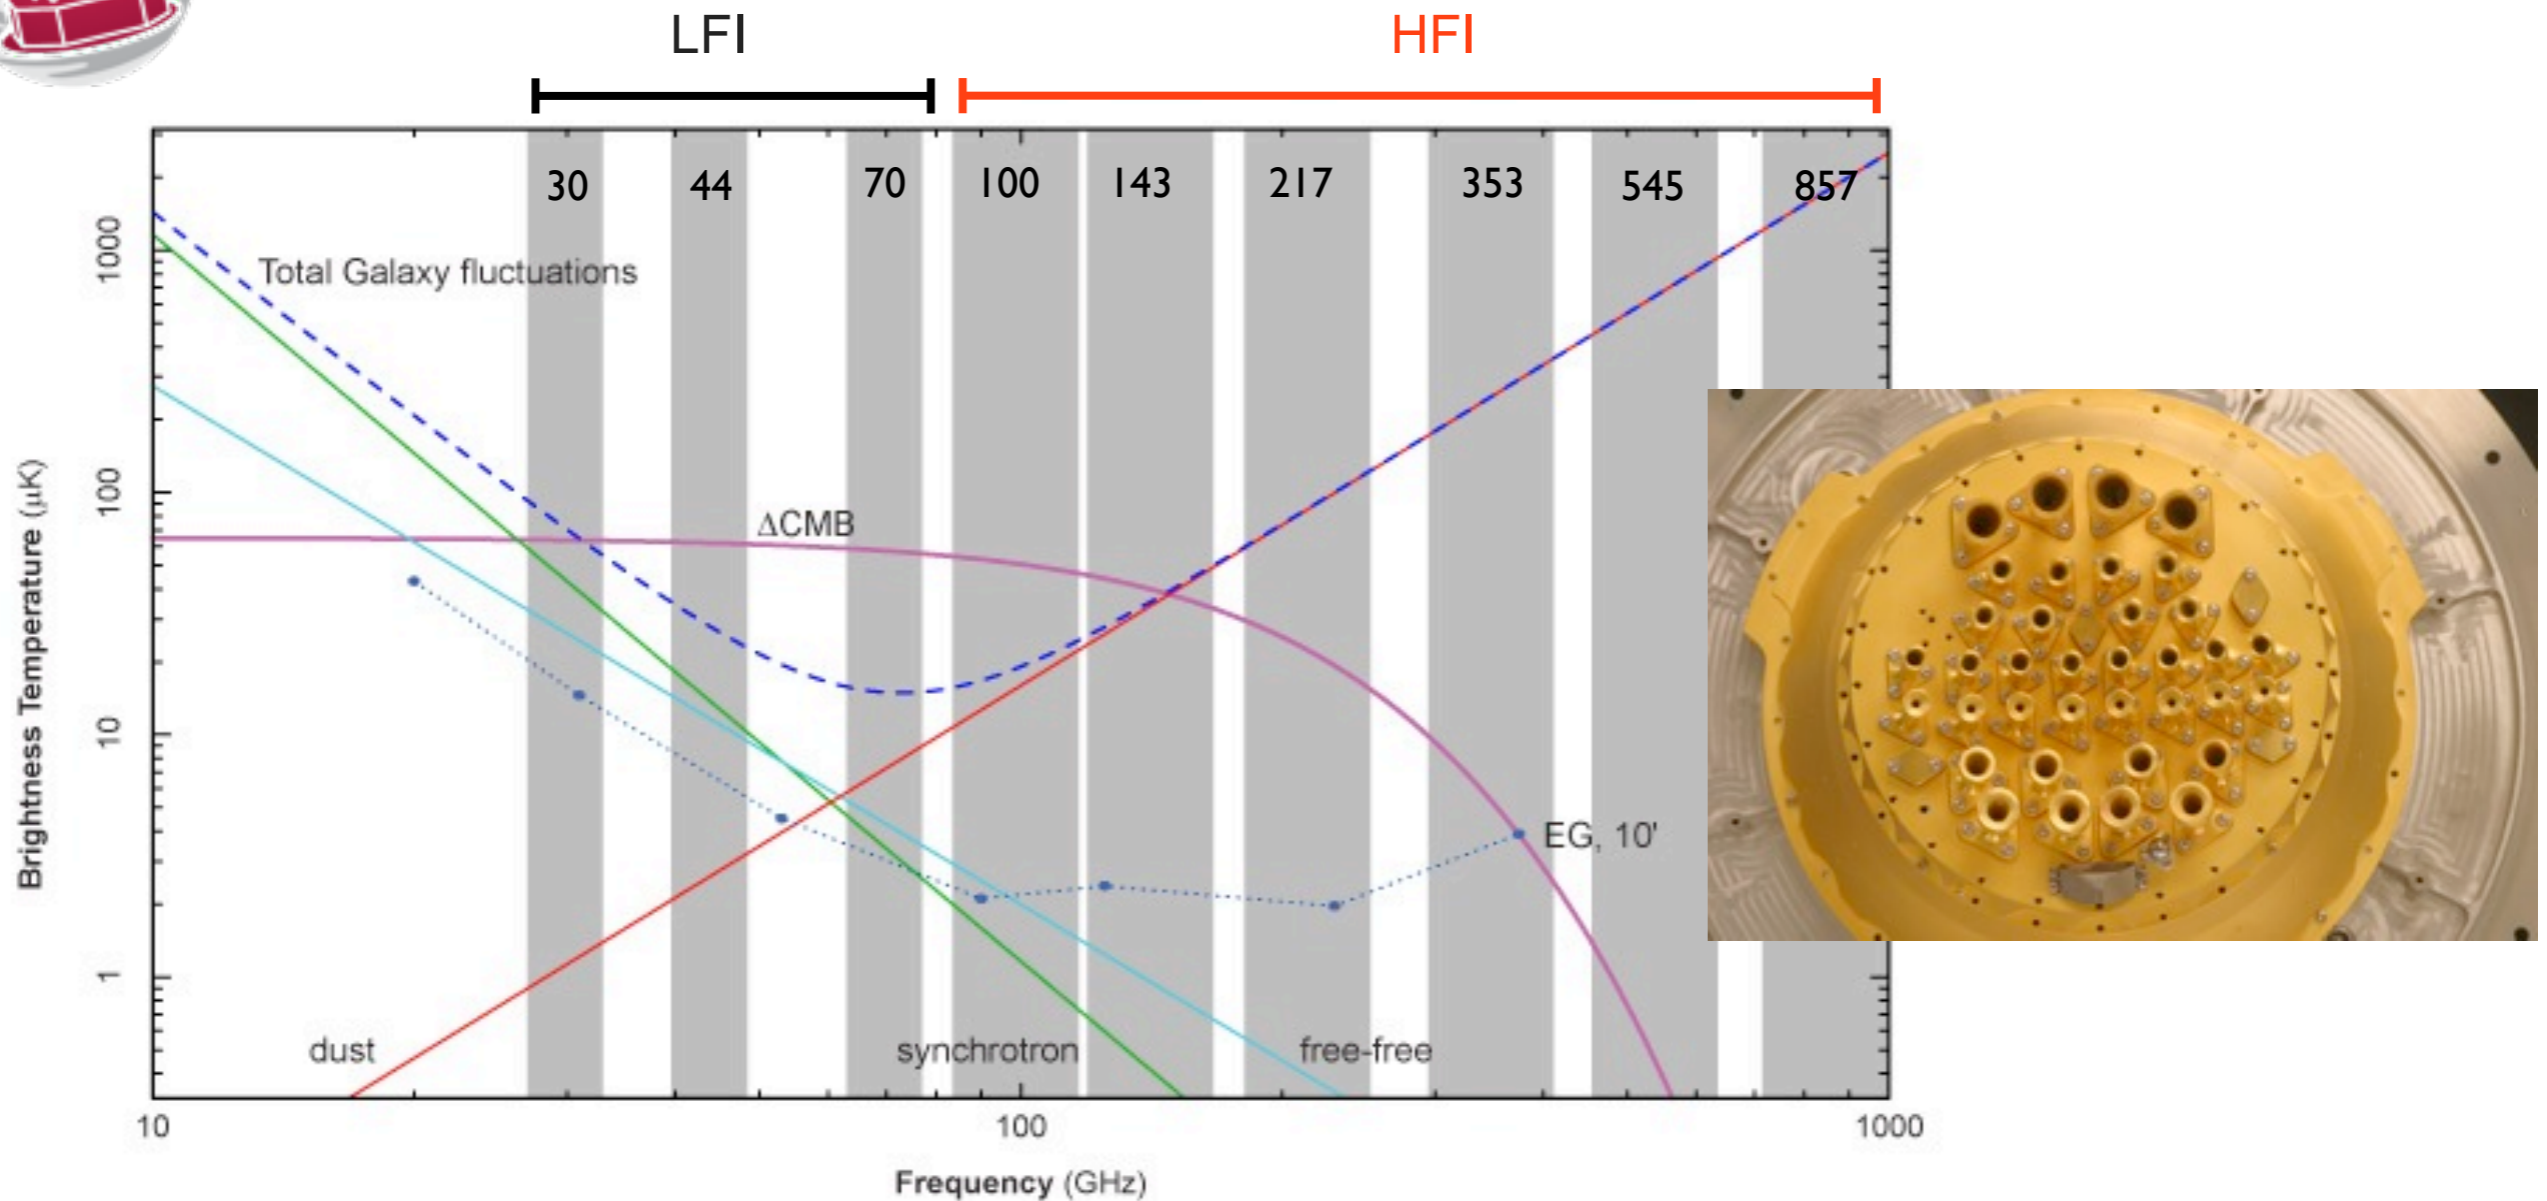 LFI
HFI
30
44
70
100
143
217
353
545
857
Total Galaxy fluctuations
ΔCMB
EG, 10'
dust
synchrotron
free-free
1000
100
10
1
Brightness Temperature (μK)
10
100
1000
Frequency (GHz)